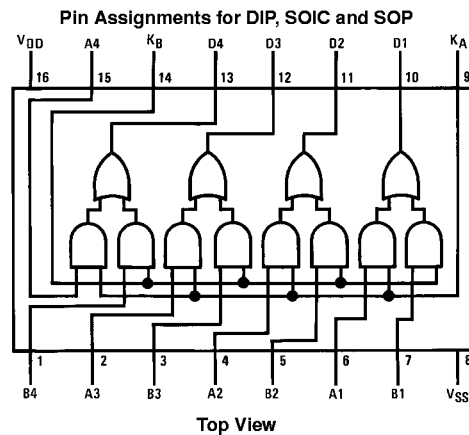 Pin Assignments for DIP, SOIC and SOP
VDD A4 KB D4 D3 D2 D1 KA
16 15 14 13 12 11 10 9
1 2 3 4 5 6 7 8
B4 A3 B3 A2 B2 A1 B1 VSS
Top View